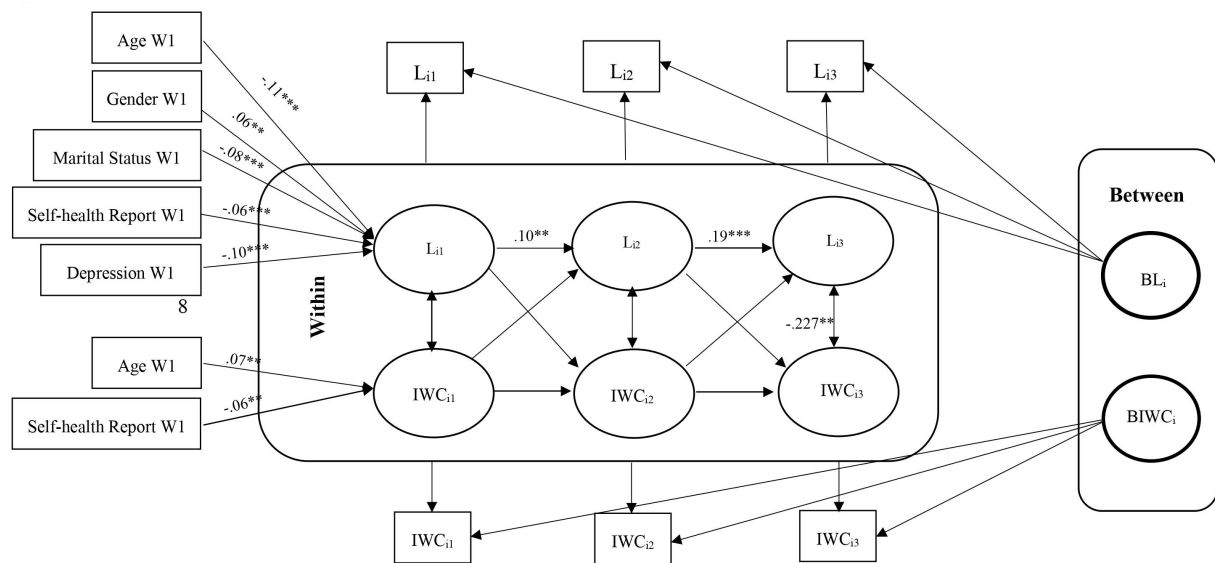 Age W1
Gender W1
Marital Status W1
Self-health Report W1
Depression W1
8
Age W1
Self-health Report W1
-.11***
.06**
-.08***
-.06***
-.10***
.07**
-.06**
Li1
Li2
Li3
Within
Li1
.10**
Li2
.19***
Li3
-.227**
IWCi1
IWCi2
IWCi3
IWCi1
IWCi2
IWCi3
Between
BLi
BIWCi